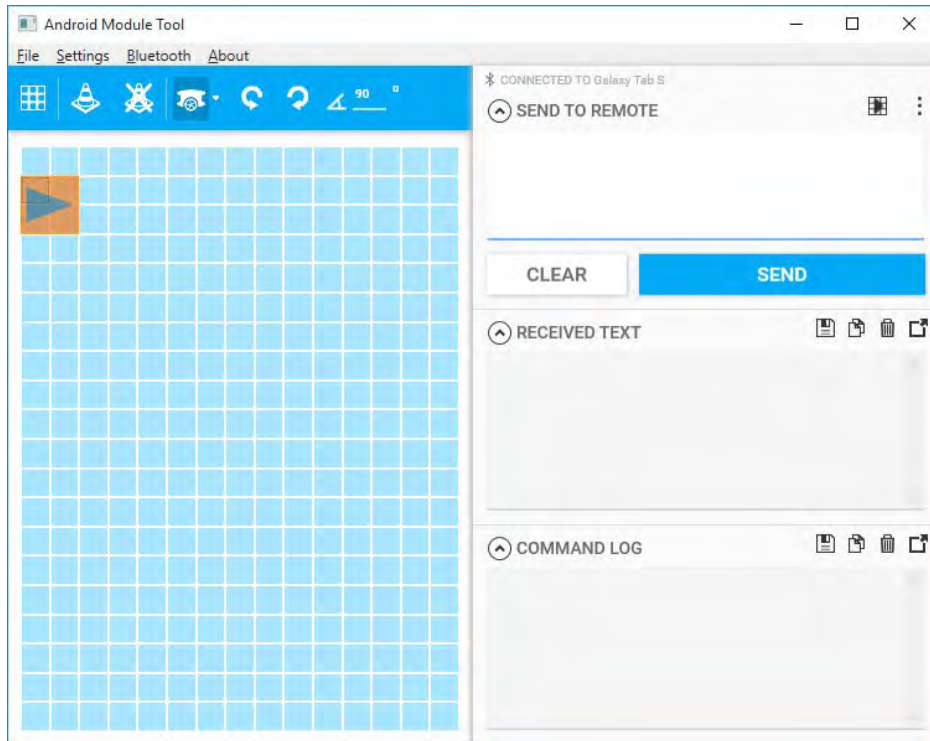 Android Module Tool
File Settings Bluetooth About
90 °
CONNECTED TO Galaxy Tab S
SEND TO REMOTE
CLEAR SEND
RECEIVED TEXT
COMMAND LOG